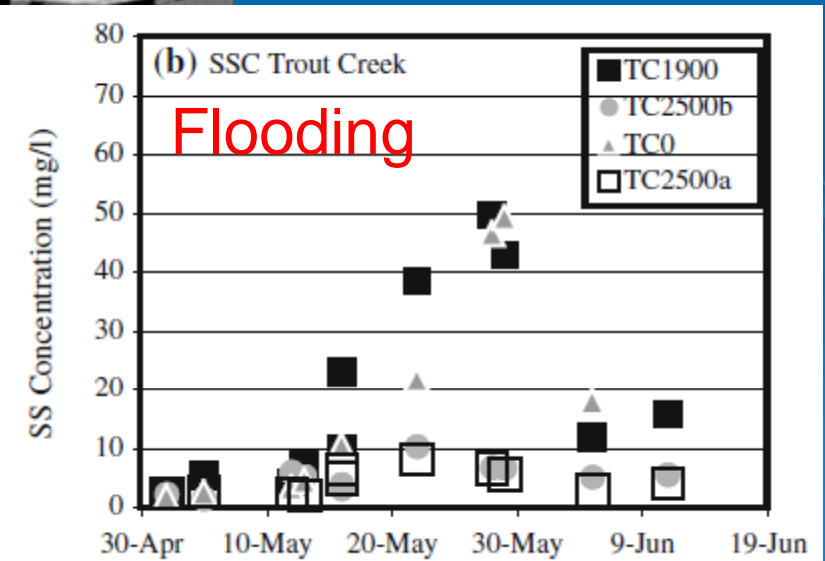 80
(b) SSC Trout Creek
TC1900
70
TC2500b
Flooding
TC0
60
TC2500a
50
SS Concentration (mg/l)
40
30
20
10
0
30-Apr 10-May 20-May 30-May 9-Jun 19-Jun